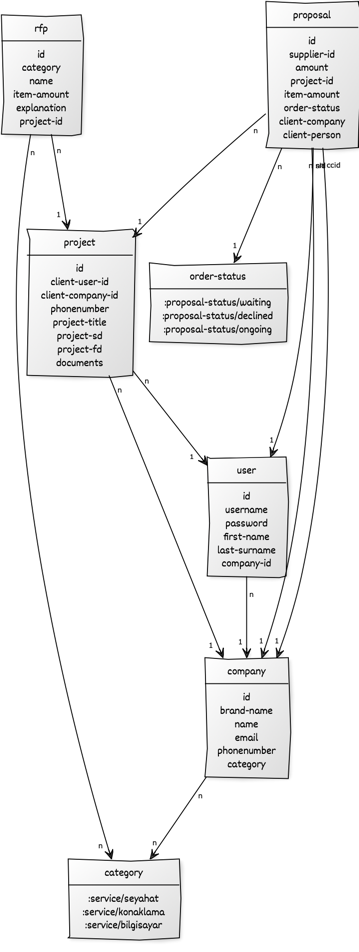 rfp
id
category
name
item-amount
explanation
project-id
proposal
id
supplier-id
amount
project-id
item-amount
order-status
client-company
client-person
n
n
n
n
n
ccid
1
1
1
project
id
client-user-id
client-company-id
phonenumber
project-title
project-sd
project-fd
documents
order-status
:proposal-status/waiting
:proposal-status/declined
:proposal-status/ongoing
n
n
1
1
user
id
username
password
first-name
last-surname
company-id
n
1
1
1
1
company
id
brand-name
name
email
phonenumber
category
n
n
n
category
:service/seyahat
:service/konaklama
:service/bilgisayar